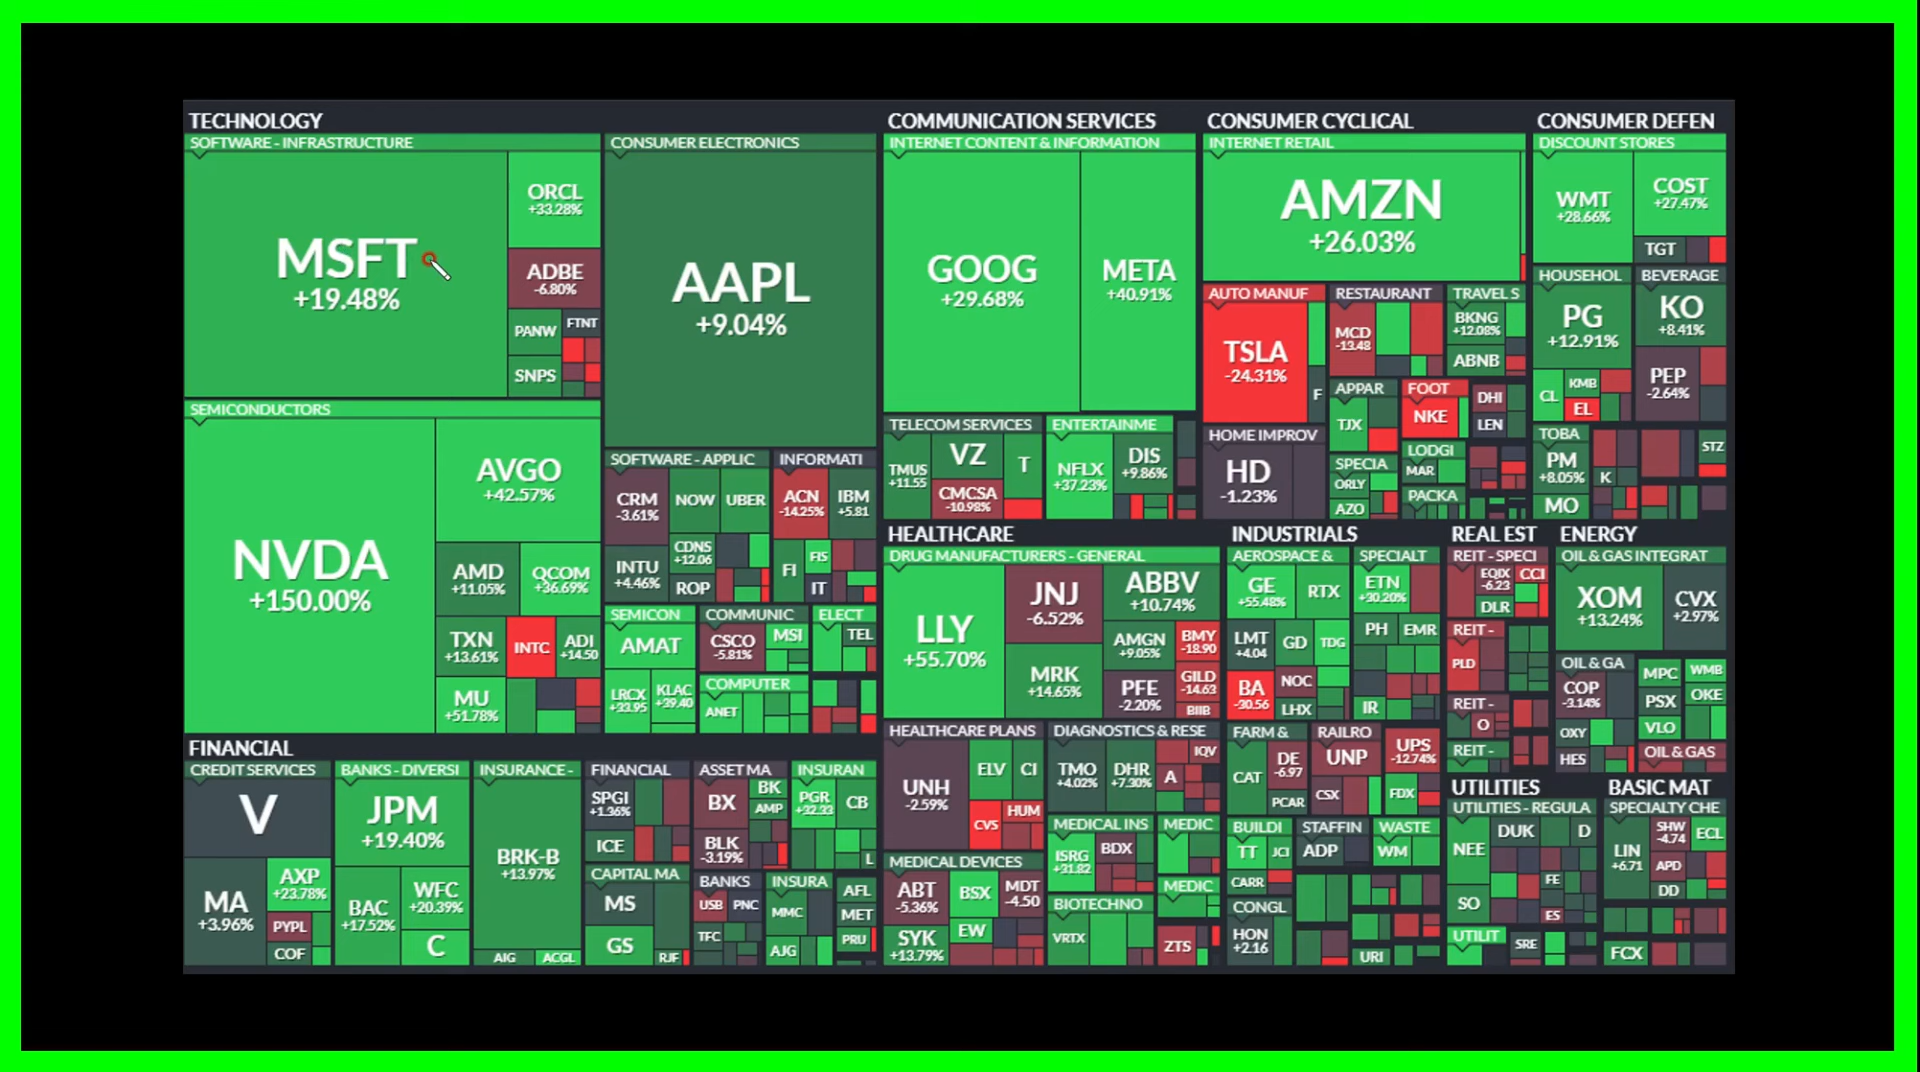 TECHNOLOGY
SOFTWARE - INFRASTRUCTURE
MSFT
+19.48%
ORCL
+33.28%
ADBE
-6.80%
PANW
FTNT
SNPS
CONSUMER ELECTRONICS
AAPL
+9.04%
SEMICONDUCTORS
NVDA
+150.00%
AVGO
+42.57%
AMD
+11.05%
QCOM
+36.69%
TXN
+13.61%
INTC
ADI
+14.50
MU
+51.78%
SOFTWARE - APPLIC
CRM
-3.61%
NOW
UBER
INTU
+4.46%
CDNS
+12.06
ROP
INFORMATI
ACN
-14.25%
IBM
+5.81
FI
FIS
IT
SEMICON
AMAT
LRCX
+33.95
KLAC
+39.40
COMMUNIC
CSCO
-5.81%
MSI
ELECT
TEL
COMPUTER
ANET
COMMUNICATION SERVICES
INTERNET CONTENT & INFORMATION
GOOG
+29.68%
META
+40.91%
TELECOM SERVICES
TMUS
+11.55
VZ
T
CMCSA
-10.98%
ENTERTAINME
NFLX
+37.23%
DIS
+9.86%
CONSUMER CYCLICAL
INTERNET RETAIL
AMZN
+26.03%
AUTO MANUF
TSLA
-24.31%
F
RESTAURANT
MCD
-13.48
TRAVEL S
BKNG
+12.08%
ABNB
APPAR
TJX
FOOT
NKE
DHI
LEN
HOME IMPROV
HD
-1.23%
SPECIA
ORLY
AZO
LODGI
MAR
PACKA
CONSUMER DEFEN
DISCOUNT STORES
WMT
+28.66%
COST
+27.47%
TGT
HOUSEHOL
PG
+12.91%
CL
KMB
EL
BEVERAGE
KO
+8.41%
PEP
-2.64%
TOBA
PM
+8.05%
MO
K
STZ
HEALTHCARE
DRUG MANUFACTURERS - GENERAL
LLY
+55.70%
JNJ
-6.52%
ABBV
+10.74%
MRK
+14.65%
AMGN
+9.05%
BMY
-18.90
PFE
-2.20%
GILD
-14.63
BIIB
HEALTHCARE PLANS
UNH
-2.59%
ELV
CI
CVS
HUM
DIAGNOSTICS & RESE
TMO
+4.02%
DHR
+7.30%
A
IQV
MEDICAL INS
ISRG
+31.82
BDX
MEDIC
MEDICAL DEVICES
ABT
-5.36%
BSX
MDT
-4.50
SYK
+13.79%
EW
BIOTECHNO
VRTX
MEDIC
ZTS
INDUSTRIALS
AEROSPACE &
GE
+55.48%
RTX
LMT
+4.04
GD
TDG
BA
-30.56
NOC
LHX
SPECIALT
ETN
+30.20%
PH
EMR
IR
FARM &
CAT
DE
-6.97
PCAR
RAILRO
UNP
CSX
UPS
-12.74%
FDX
BUILDI
TT
JCI
CARR
STAFFIN
ADP
WASTE
WM
CONGL
HON
+2.16
URI
REAL EST
REIT - SPECI
EQIX
-6.23
CCI
DLR
REIT -
PLD
REIT -
O
REIT -
ENERGY
OIL & GAS INTEGRAT
XOM
+13.24%
CVX
+2.97%
OIL & GA
COP
-3.14%
OXY
HES
MPC
WMB
PSX
OKE
VLO
OIL & GAS
UTILITIES
UTILITIES - REGULA
NEE
DUK
D
SO
FE
ES
UTILIT
SRE
BASIC MAT
SPECIALTY CHE
LIN
+6.71
SHW
-4.74
ECL
APD
DD
FCX
FINANCIAL
CREDIT SERVICES
V
MA
+3.96%
AXP
+23.78%
PYPL
COF
BANKS - DIVERSI
JPM
+19.40%
BAC
+17.52%
WFC
+20.39%
C
INSURANCE -
BRK-B
+13.97%
AIG
ACGL
FINANCIAL
SPGI
+1.36%
ICE
CAPITAL MA
MS
GS
RJF
ASSET MA
BX
BK
AMP
BLK
-3.19%
BANKS
USB
PNC
TFC
INSURAN
PGR
+32.33
CB
L
INSURA
MMC
AJG
AFL
MET
PRU